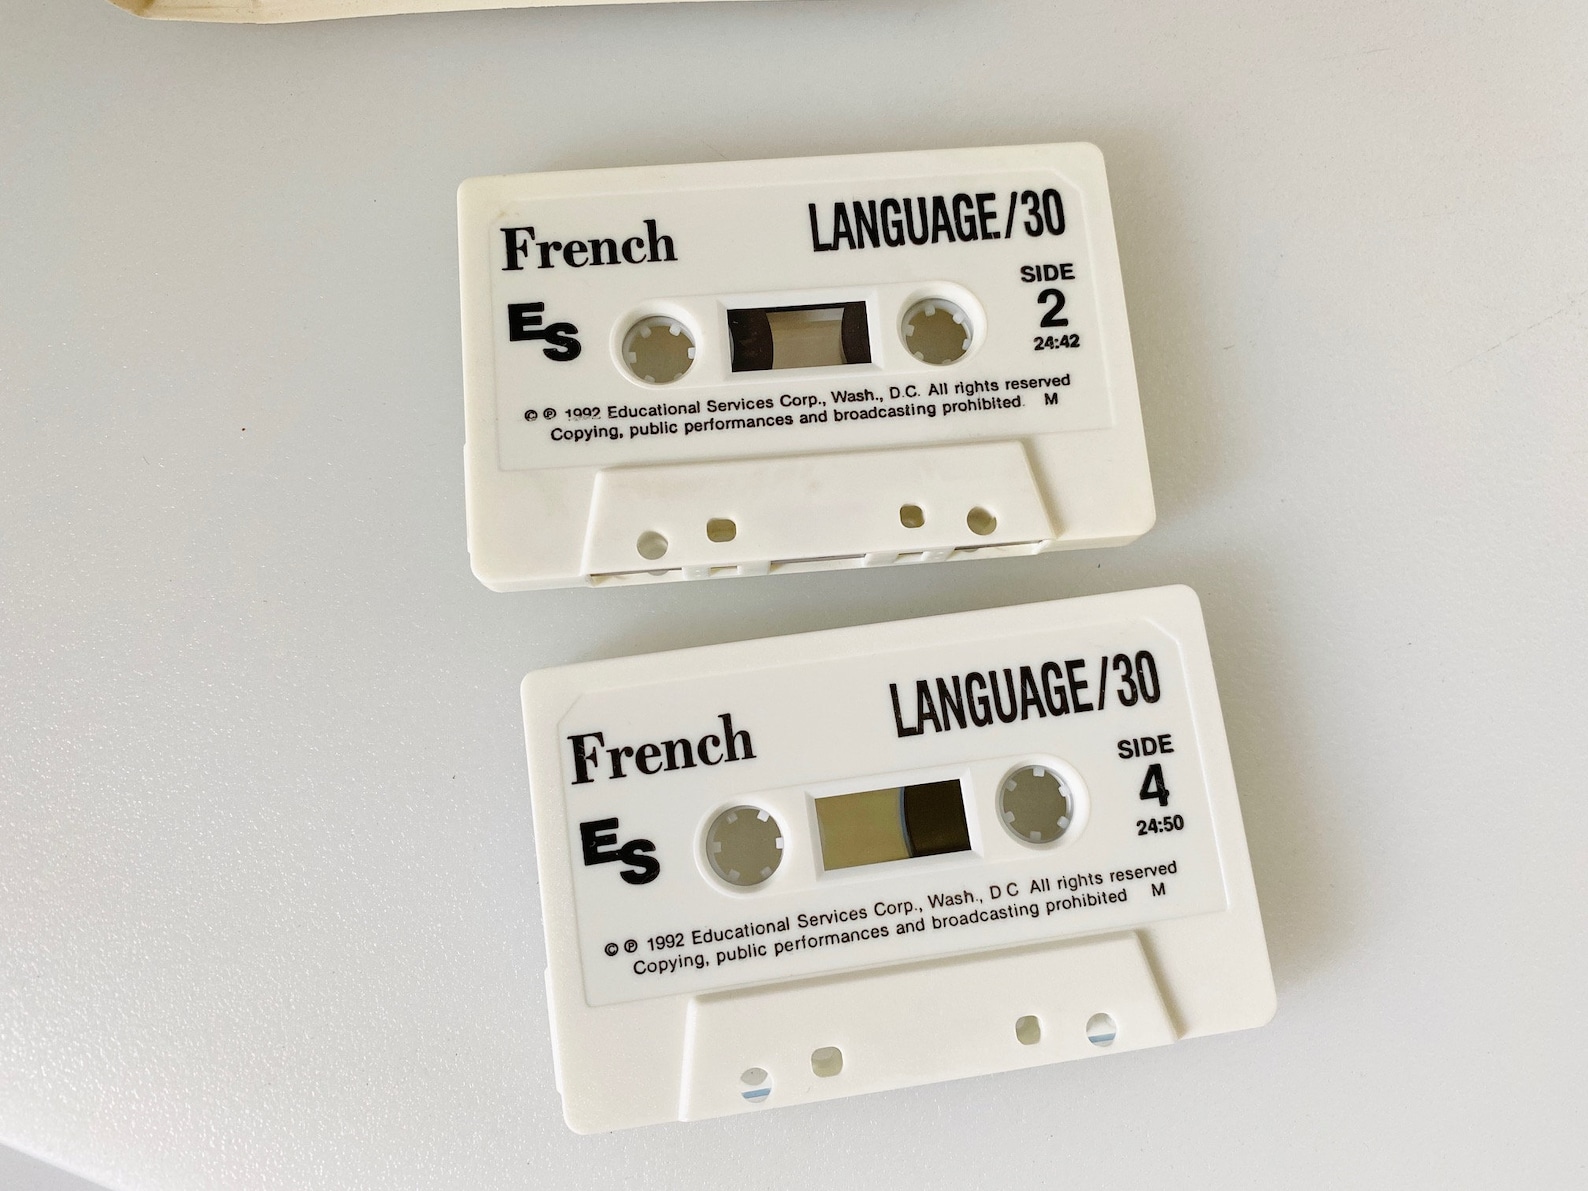 French LANGUAGE/30
ES
SIDE
2
24:42
© ℗ 1992 Educational Services Corp., Wash., D.C. All rights reserved
Copying, public performances and broadcasting prohibited. M
French LANGUAGE/30
ES
SIDE
4
24:50
© ℗ 1992 Educational Services Corp., Wash., D C All rights reserved
Copying, public performances and broadcasting prohibited M